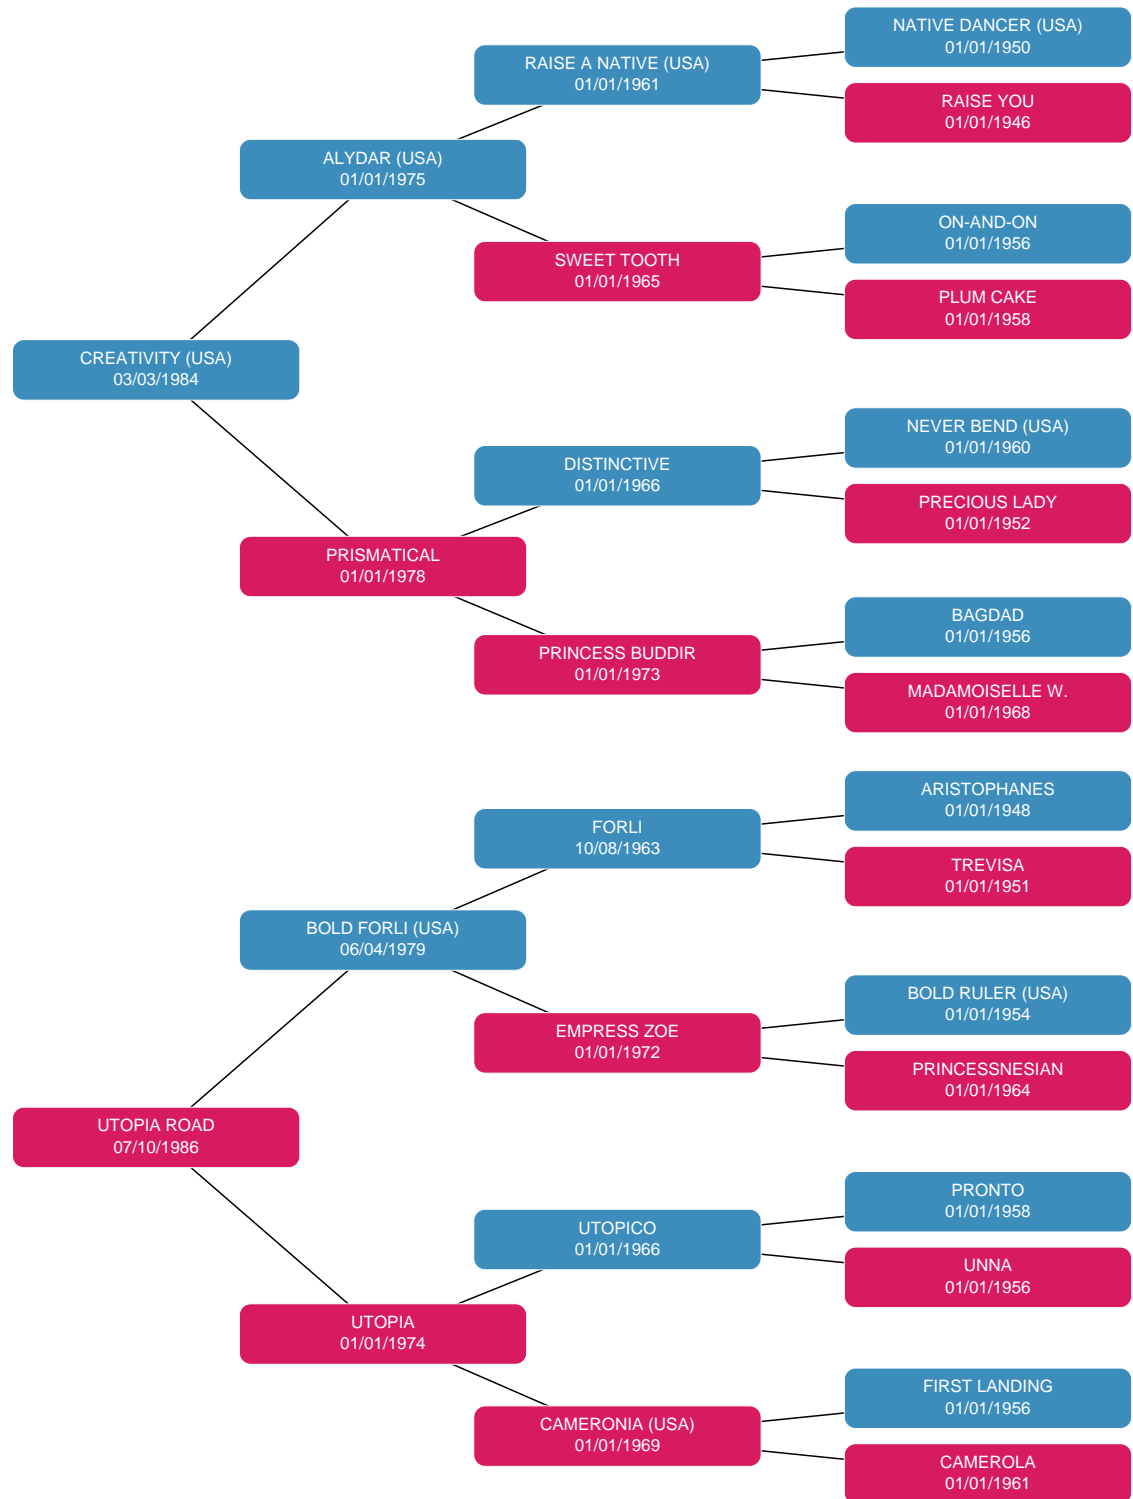 NATIVE DANCER (USA)
01/01/1950
RAISE A NATIVE (USA)
01/01/1961
RAISE YOU
01/01/1946
ALYDAR (USA)
01/01/1975
ON-AND-ON
01/01/1956
SWEET TOOTH
01/01/1965
PLUM CAKE
01/01/1958
CREATIVITY (USA)
03/03/1984
NEVER BEND (USA)
01/01/1960
DISTINCTIVE
01/01/1966
PRECIOUS LADY
01/01/1952
PRISMATICAL
01/01/1978
BAGDAD
01/01/1956
PRINCESS BUDDIR
01/01/1973
MADAMOISELLE W.
01/01/1968
ARISTOPHANES
01/01/1948
FORLI
10/08/1963
TREVISA
01/01/1951
BOLD FORLI (USA)
06/04/1979
BOLD RULER (USA)
01/01/1954
EMPRESS ZOE
01/01/1972
PRINCESSNESIAN
01/01/1964
UTOPIA ROAD
07/10/1986
PRONTO
01/01/1958
UTOPICO
01/01/1966
UNNA
01/01/1956
UTOPIA
01/01/1974
FIRST LANDING
01/01/1956
CAMERONIA (USA)
01/01/1969
CAMEROLA
01/01/1961